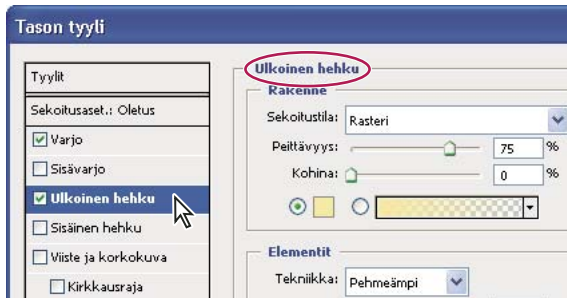 Tason tyyli
Tyylit
Sekoitusaset.: Oletus
Varjo
Sisävarjo
Ulkoinen hehku
Sisäinen hehku
Viiste ja korkokuva
Kirkkausraja
Ulkoinen hehku
Rakenne
Sekoitustila: Rasteri
Peittävyys: 75 %
Kohina: 0 %
Elementit
Tekniikka: Pehmeämpi